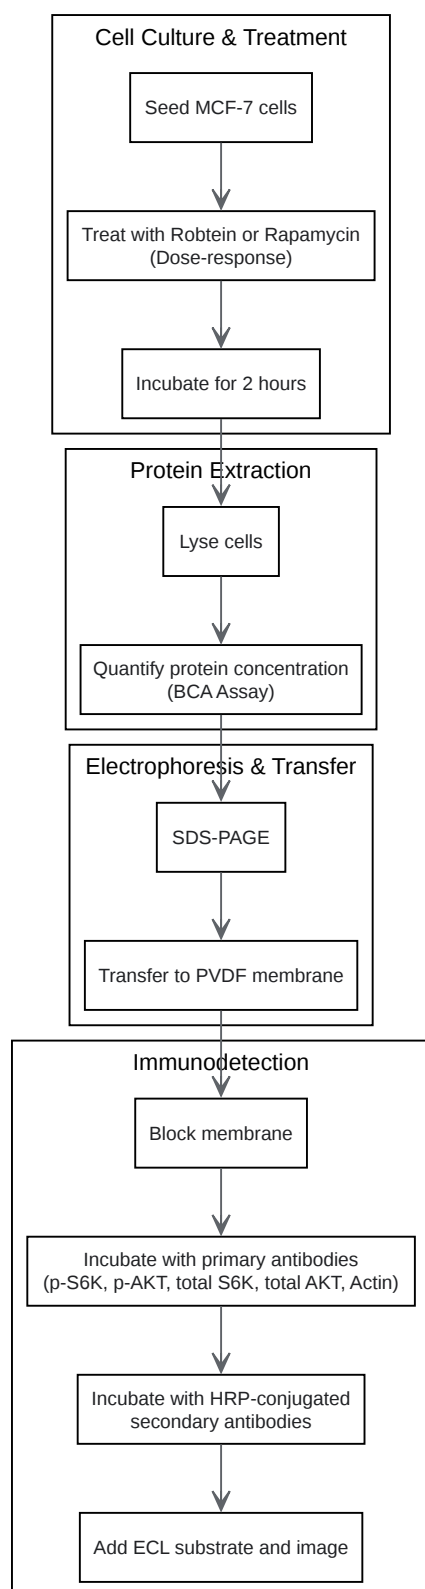 Cell Culture & Treatment
Seed MCF-7 cells
Treat with Robtein or Rapamycin
(Dose-response)
Incubate for 2 hours
Protein Extraction
Lyse cells
Quantify protein concentration
(BCA Assay)
Electrophoresis & Transfer
SDS-PAGE
Transfer to PVDF membrane
Immunodetection
Block membrane
Incubate with primary antibodies
(p-S6K, p-AKT, total S6K, total AKT, Actin)
Incubate with HRP-conjugated
secondary antibodies
Add ECL substrate and image